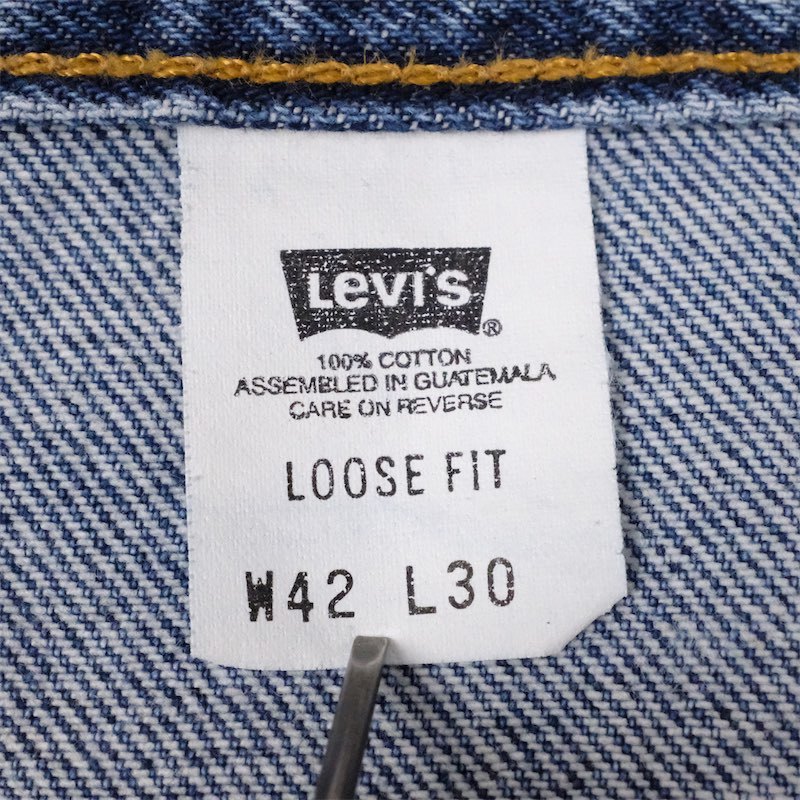 Levi's ®
100% COTTON
ASSEMBLED IN GUATEMALA
CARE ON REVERSE
LOOSE FIT
W42 L30